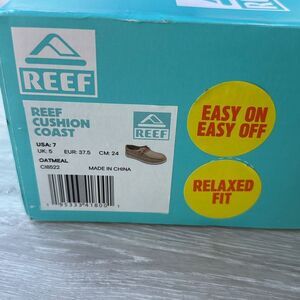 REEF
REEF
CUSHION
COAST
REEF
USA: 7
UK: 5 EUR: 37.5 CM: 24
OATMEAL
CI8522
MADE IN CHINA
EASY ON
EASY OFF
RELAXED
FIT